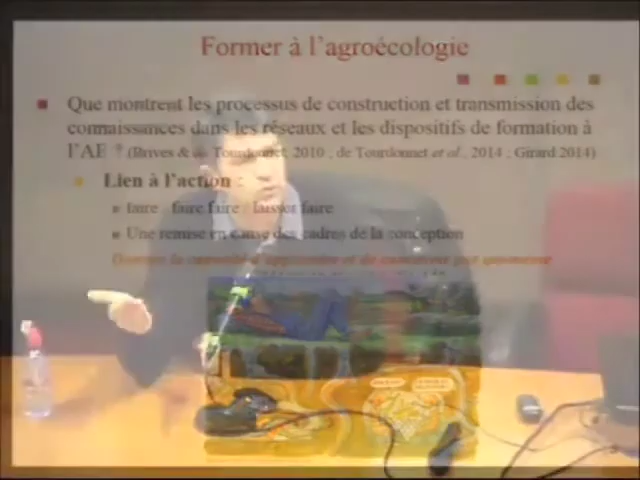 Former à l'agroécologie
Que montrent les processus de construction et transmission des
connaissances dans les réseaux et les dispositifs de formation à
l'AE ? (Brives & de Tourdonnet, 2010 ; de Tourdonnet et al., 2014 ; Girard 2014)
Lien à l'action :
faire / faire faire / laisser faire
Une remise en cause des cadres de la conception